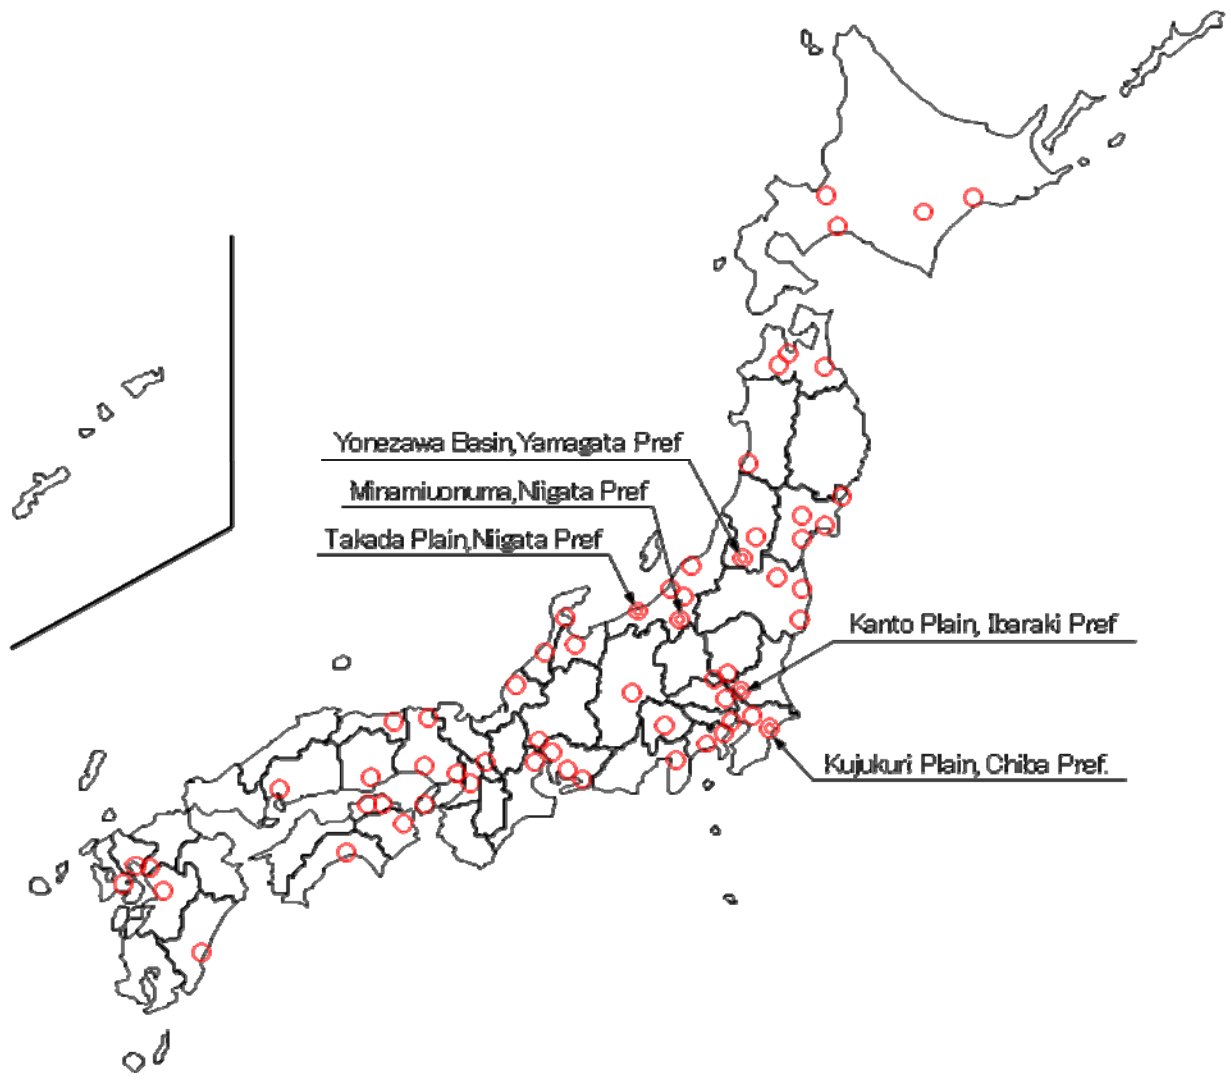 Yonezawa Basin,Yamagata Pref
Minamiuonuma,Niigata Pref
Takada Plain,Niigata Pref
Kanto Plain, Ibaraki Pref
Kujukuri Plain, Chiba Pref.